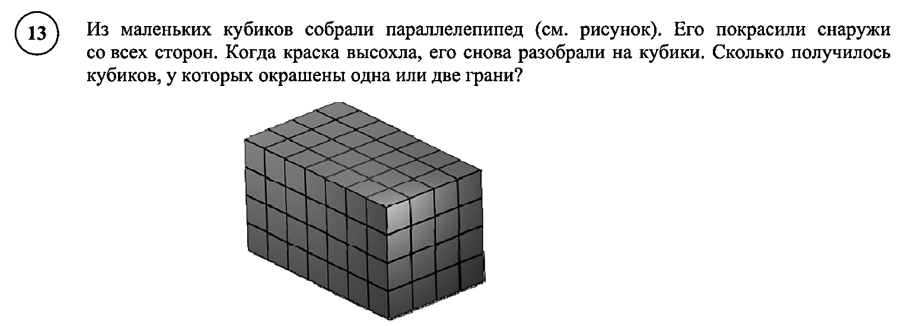 13 Из маленьких кубиков собрали параллелепипед (см. рисунок). Его покрасили снаружи
со всех сторон. Когда краска высохла, его снова разобрали на кубики. Сколько получилось
кубиков, у которых окрашены одна или две грани?